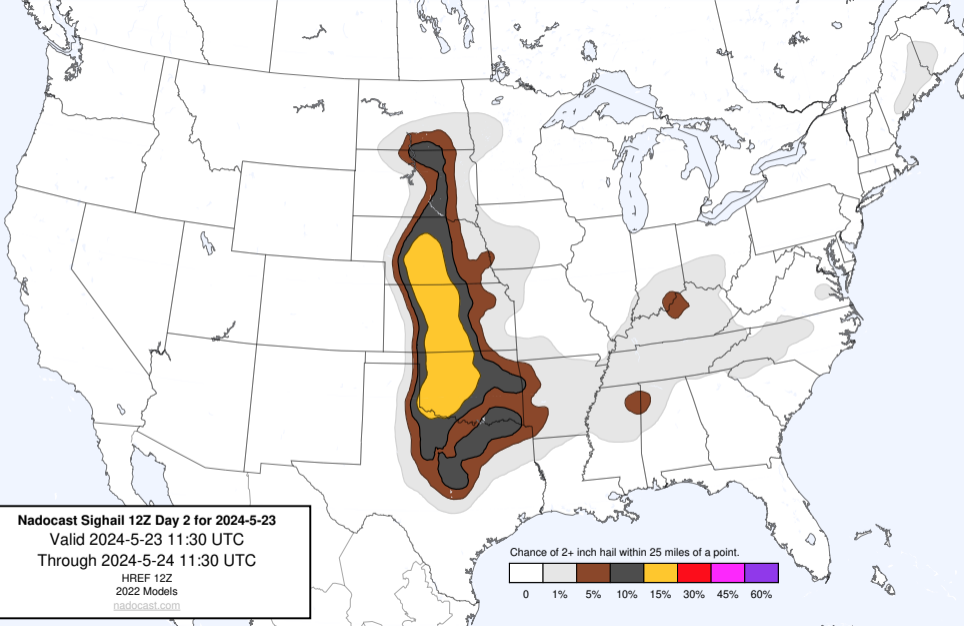 Nadocast Sighail 12Z Day 2 for 2024-5-23
Valid 2024-5-23 11:30 UTC
Through 2024-5-24 11:30 UTC
HREF 12Z
2022 Models
nadocast.com
Chance of 2+ inch hail within 25 miles of a point.
0 1% 5% 10% 15% 30% 45% 60%